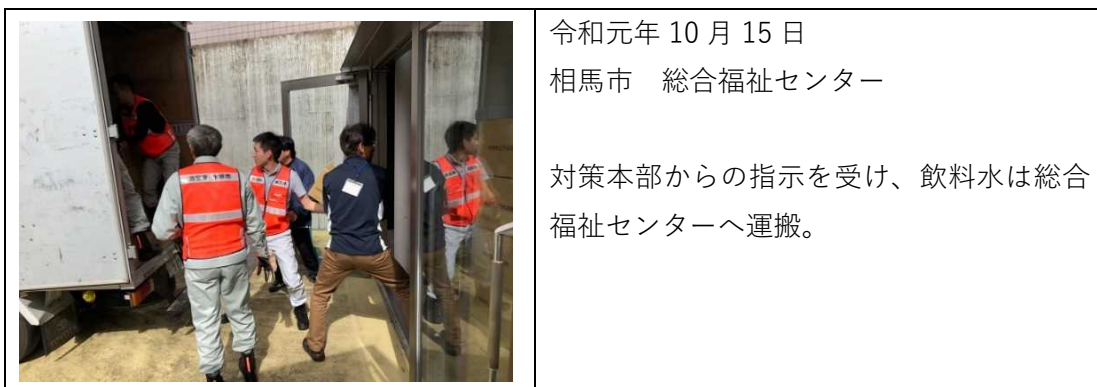 令和元年 10 月 15 日
相馬市　総合福祉センター
対策本部からの指示を受け、飲料水は総合
福祉センターへ運搬。